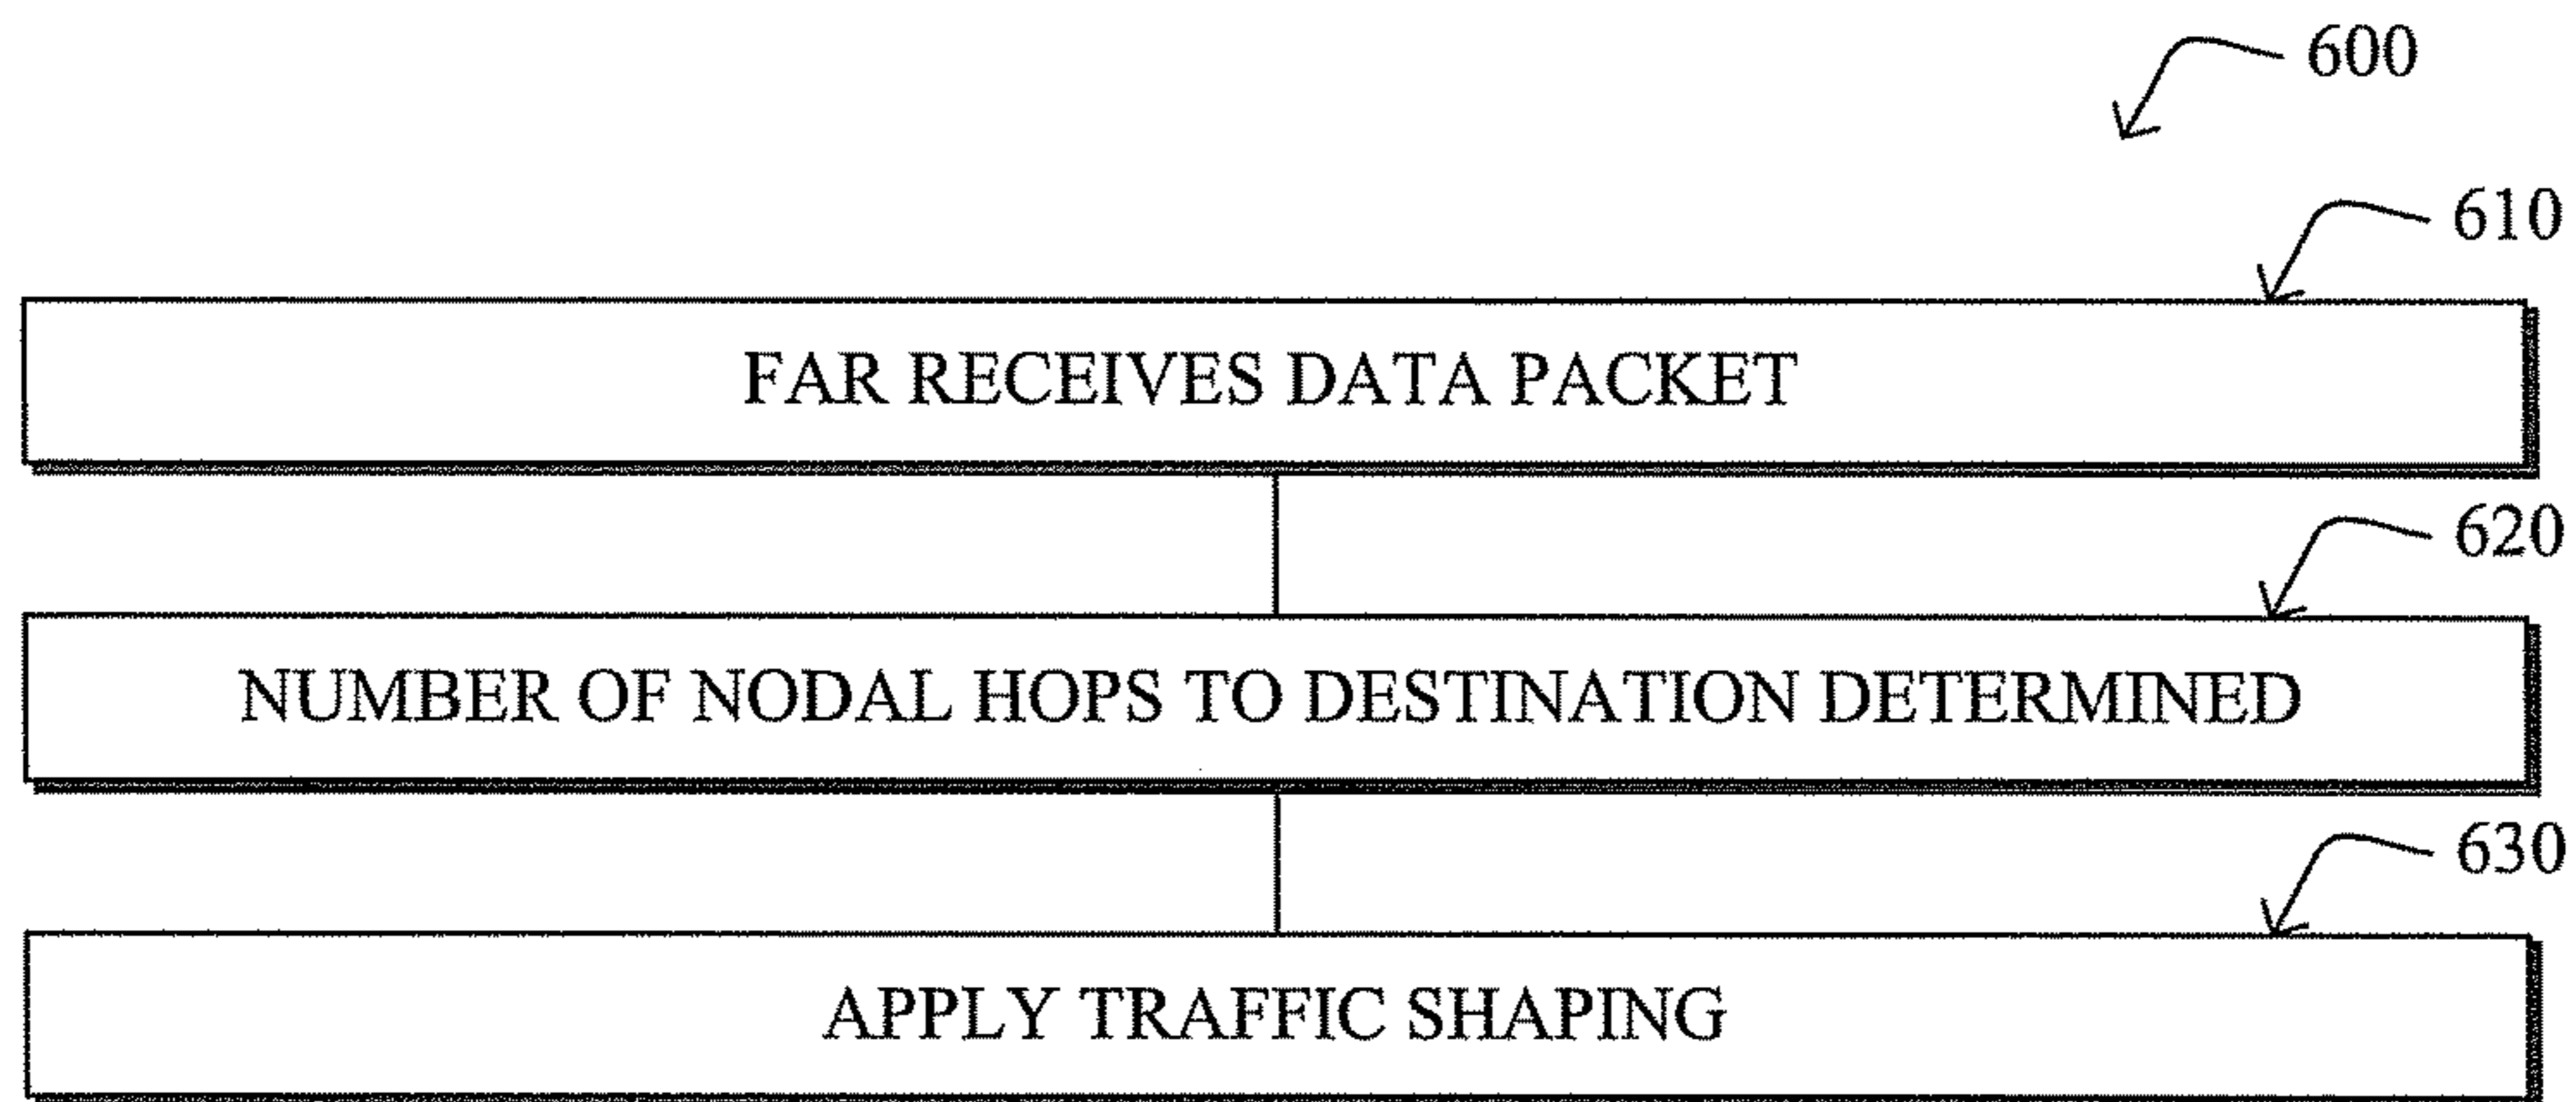 600
610
FAR RECEIVES DATA PACKET
620
NUMBER OF NODAL HOPS TO DESTINATION DETERMINED
630
APPLY TRAFFIC SHAPING